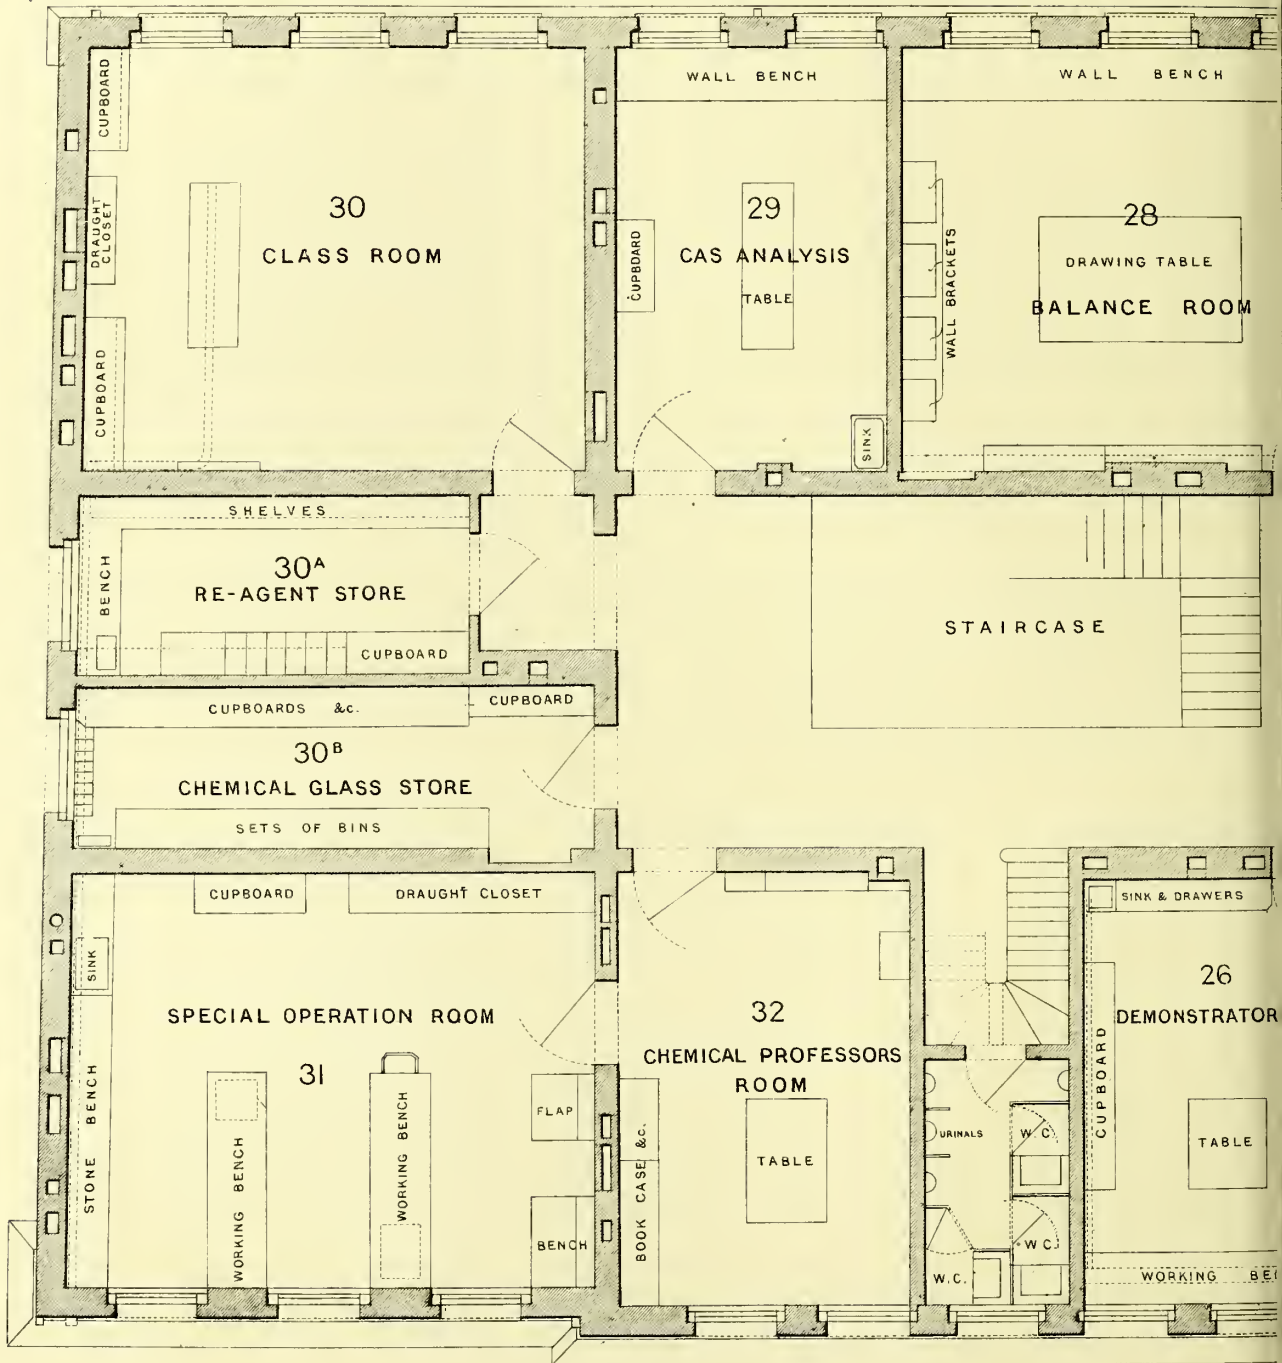 CUPBOARD
DRAUGHT
CLOSET
CUPBOARD
30
CLASS ROOM
WALL BENCH
CUPBOARD
29
CAS ANALYSIS
TABLE
SINK
WALL BENCH
WALL BRACKETS
28
DRAWING TABLE
BALANCE ROOM
SHELVES
BENCH
30A
RE-AGENT STORE
CUPBOARD
STAIRCASE
CUPBOARDS &c.
CUPBOARD
30B
CHEMICAL GLASS STORE
SETS OF BINS
CUPBOARD
DRAUGHT CLOSET
SINK
STONE BENCH
SPECIAL OPERATION ROOM
31
WORKING BENCH
WORKING BENCH
FLAP
BENCH
32
CHEMICAL PROFESSORS
ROOM
BOOK CASE &c.
TABLE
URINALS
W.C.
W.C.
W.C.
SINK & DRAWERS
26
DEMONSTRATOR
CUPBOARD
TABLE
WORKING BE